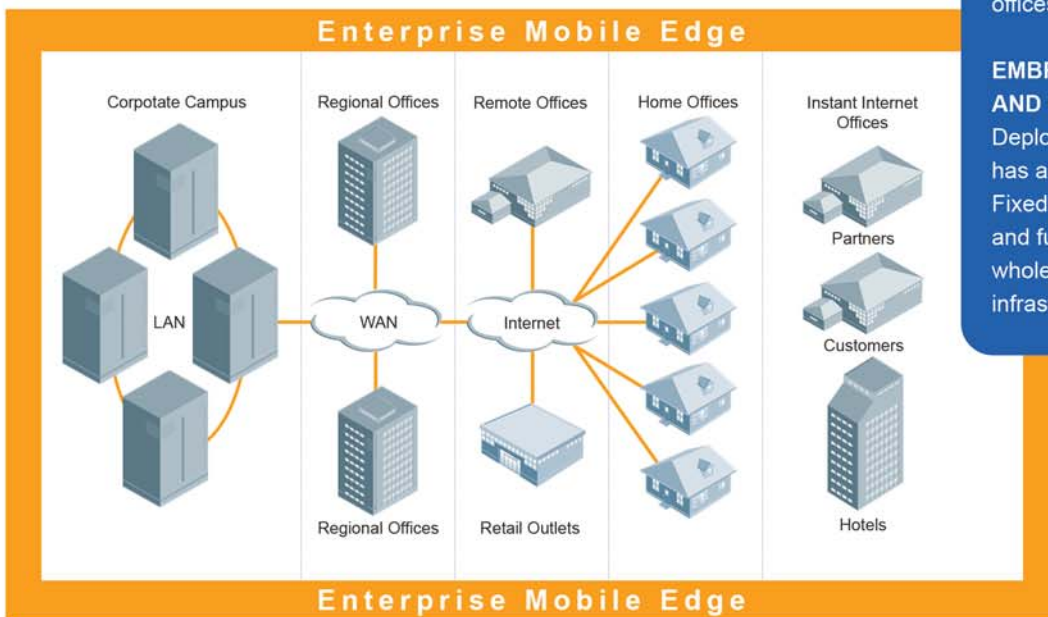 Enterprise Mobile Edge
Corpotate Campus
LAN
Regional Offices
WAN
Regional Offices
Remote Offices
Internet
Retail Outlets
Home Offices
Instant Internet
Offices
Partners
Customers
Hotels
Enterprise Mobile Edge
offices
AND
Deplo
has a
Fixed
and fu
whole
infras